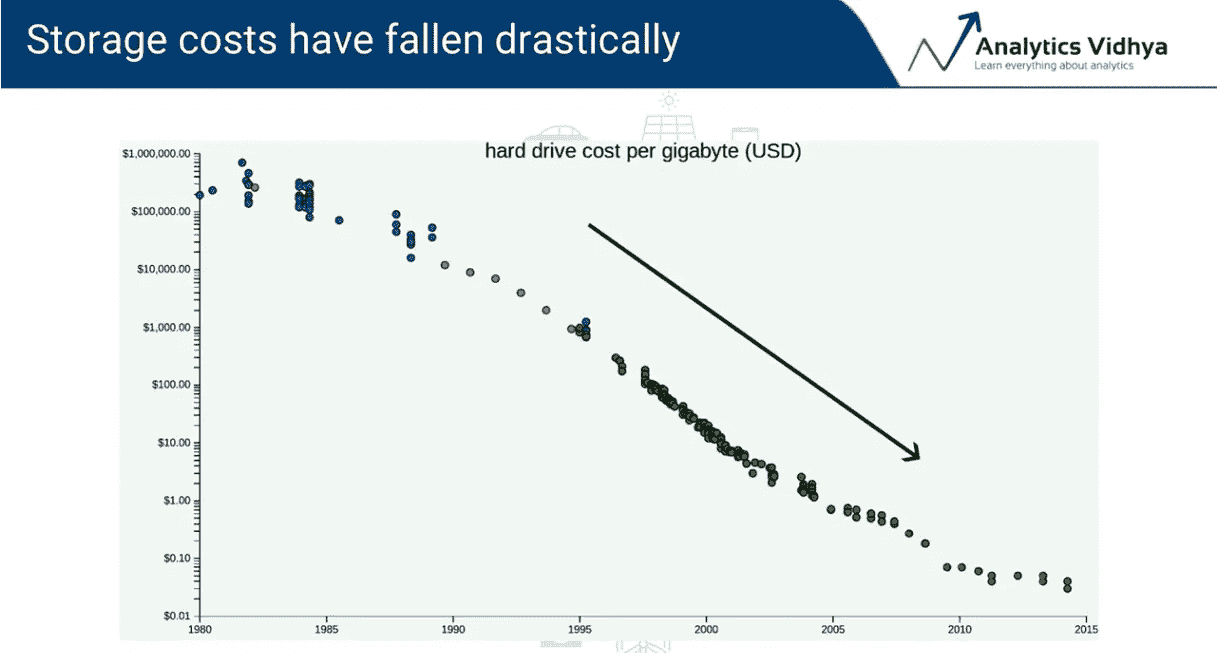 Storage costs have fallen drastically
Analytics Vidhya
Learn everything about analytics
hard drive cost per gigabyte (USD)
$1,000,000.00
$100,000.00
$10,000.00
$1,000.00
$100.00
$10.00
$1.00
$0.10
$0.01
1980 1985 1990 1995 2000 2005 2010 2015